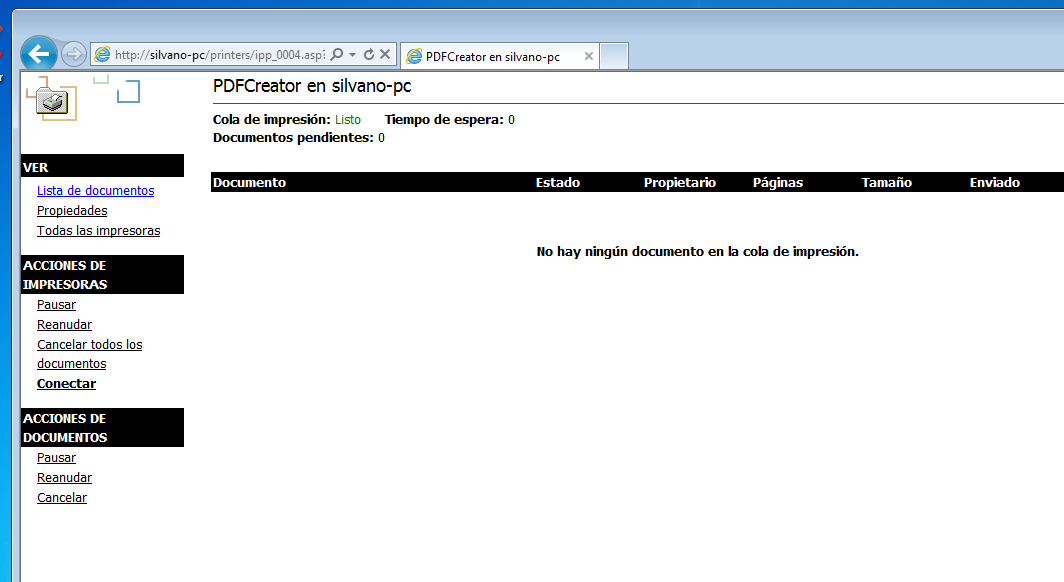 http://silvano-pc/printers/ipp_0004.asp?
PDFCreator en silvano-pc
PDFCreator en silvano-pc
Cola de impresión: Listo Tiempo de espera: 0
Documentos pendientes: 0
VER
Lista de documentos
Propiedades
Todas las impresoras
ACCIONES DE
IMPRESORAS
Pausar
Reanudar
Cancelar todos los
documentos
Conectar
ACCIONES DE
DOCUMENTOS
Pausar
Reanudar
Cancelar
Documento Estado Propietario Páginas Tamaño Enviado
No hay ningún documento en la cola de impresión.